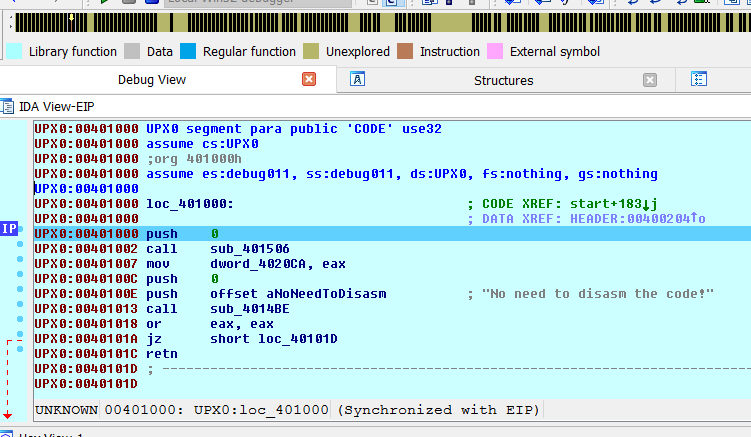 Local Win32 debugger
Library function Data Regular function Unexplored Instruction External symbol
Debug View Structures
IDA View-EIP
UPX0:00401000 UPX0 segment para public 'CODE' use32
UPX0:00401000 assume cs:UPX0
UPX0:00401000 ;org 401000h
UPX0:00401000 assume es:debug011, ss:debug011, ds:UPX0, fs:nothing, gs:nothing
UPX0:00401000
UPX0:00401000 loc_401000: ; CODE XREF: start+183↓j
UPX0:00401000 ; DATA XREF: HEADER:00400204↑o
IP UPX0:00401000 push 0
UPX0:00401002 call sub_401506
UPX0:00401007 mov dword_4020CA, eax
UPX0:0040100C push 0
UPX0:0040100E push offset aNoNeedToDisasm ; "No need to disasm the code!"
UPX0:00401013 call sub_4014BE
UPX0:00401018 or eax, eax
UPX0:0040101A jz short loc_40101D
UPX0:0040101C retn
UPX0:0040101D ; ---------------------------------------------------------------------------
UPX0:0040101D
UNKNOWN 00401000: UPX0:loc_401000 (Synchronized with EIP)